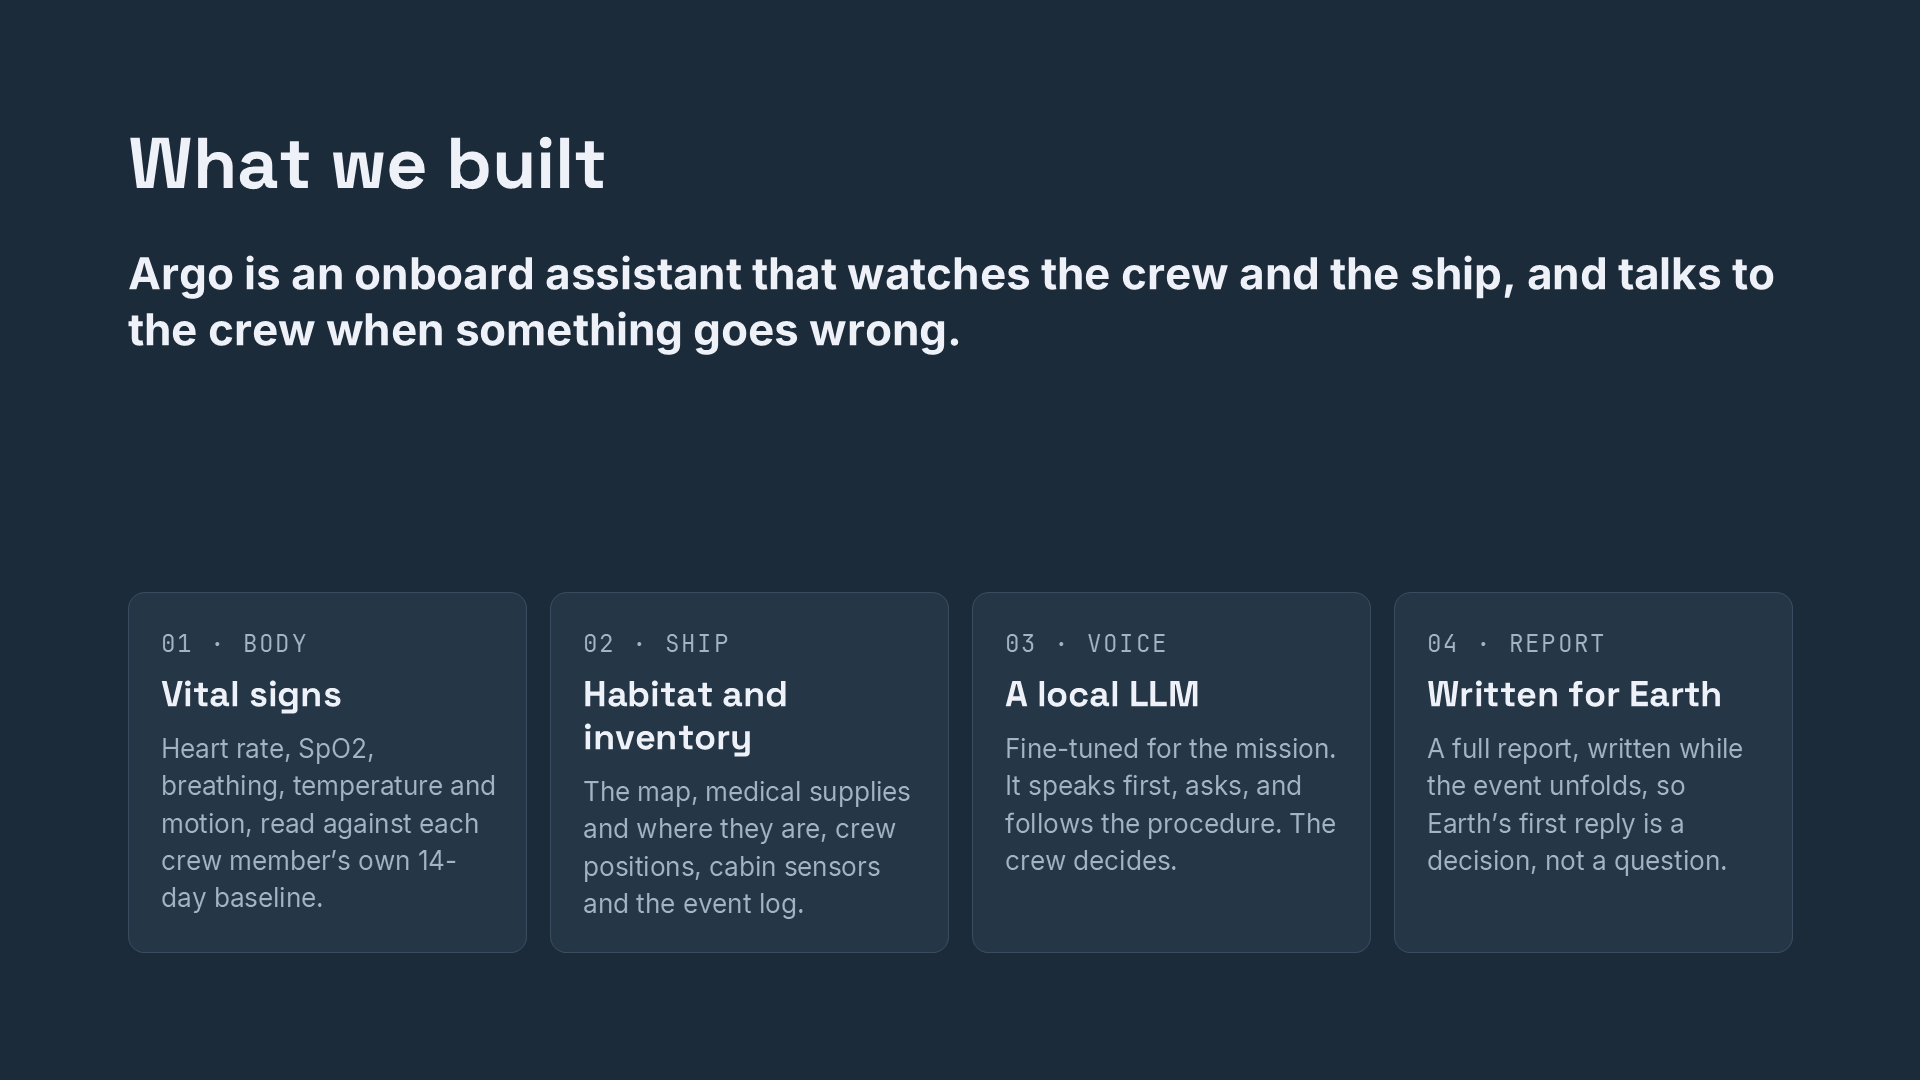 What we built
Argo is an onboard assistant that watches the crew and the ship, and talks to
the crew when something goes wrong.
01 · BODY
Vital signs
Heart rate, SpO2,
breathing, temperature and
motion, read against each
crew member’s own 14-
day baseline.
02 · SHIP
Habitat and
inventory
The map, medical supplies
and where they are, crew
positions, cabin sensors
and the event log.
03 · VOICE
A local LLM
Fine-tuned for the mission.
It speaks first, asks, and
follows the procedure. The
crew decides.
04 · REPORT
Written for Earth
A full report, written while
the event unfolds, so
Earth’s first reply is a
decision, not a question.